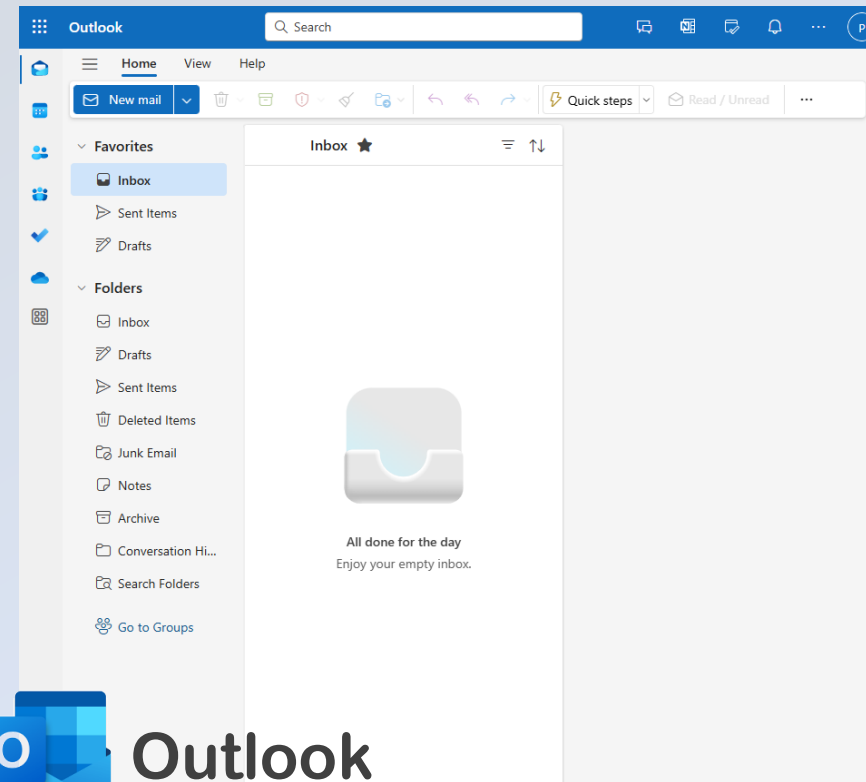 Outlook
Search
P
Home View Help
New mail
Quick steps
Read / Unread
Favorites
Inbox
Sent Items
Drafts
Folders
Inbox
Drafts
Sent Items
Deleted Items
Junk Email
Notes
Archive
Conversation Hi...
Search Folders
Go to Groups
Inbox
All done for the day
Enjoy your empty inbox.
O
Outlook